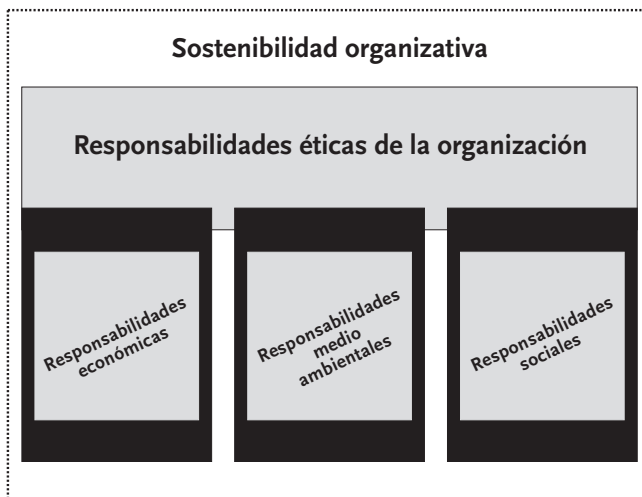 Sostenibilidad organizativa
Responsabilidades éticas de la organización
Responsabilidades
económicas
Responsabilidades
medio
ambientales
Responsabilidades
sociales